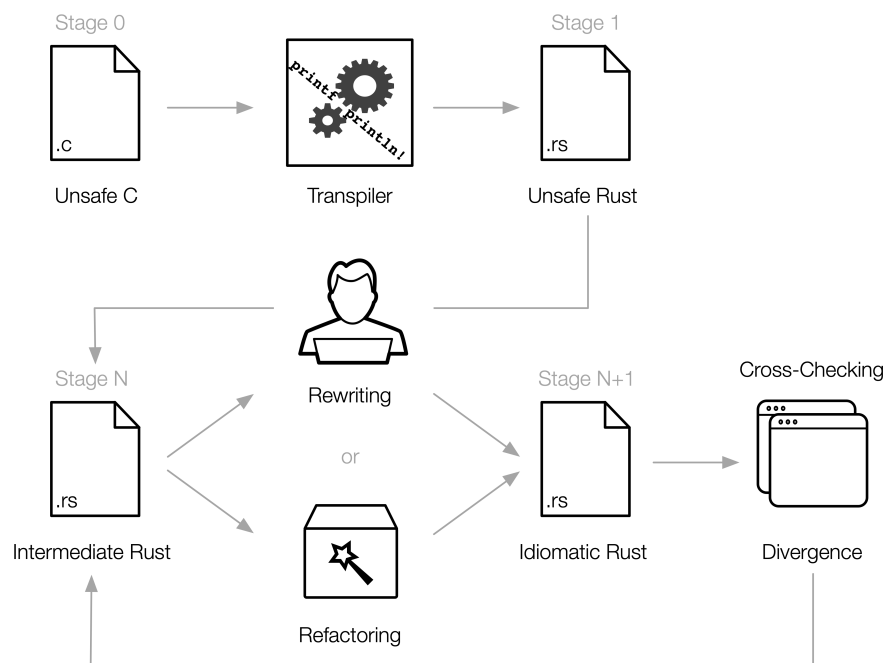 Stage 0
Stage 1
printf
println!
.c
.rs
Unsafe C
Transpiler
Unsafe Rust
Stage N
Rewriting
Stage N+1
Cross-Checking
or
.rs
.rs
Intermediate Rust
Idiomatic Rust
Divergence
Refactoring